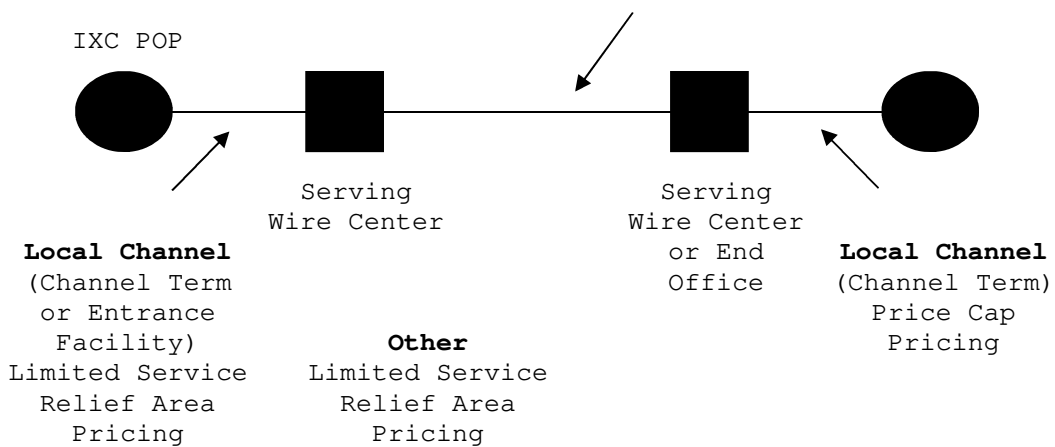 IXC POP
Serving
Wire Center
Serving
Wire Center
or End
Office
Local Channel
(Channel Term
or Entrance
Facility)
Limited Service
Relief Area
Pricing
Other
Limited Service
Relief Area
Pricing
Local Channel
(Channel Term)
Price Cap
Pricing